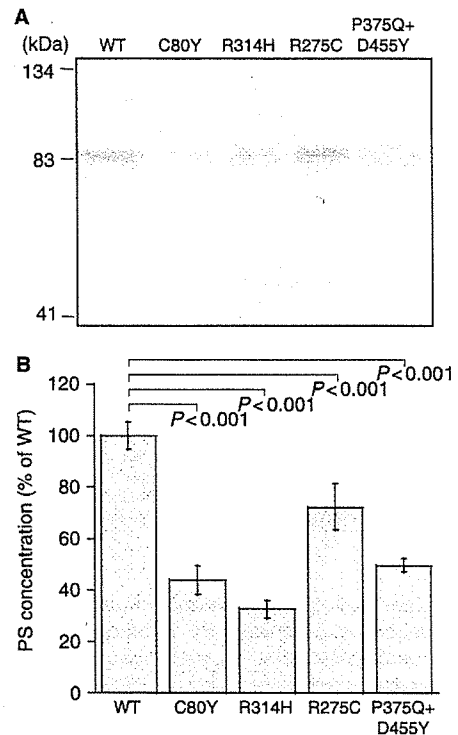 A
(kDa)
WT C80Y R314H R275C P375Q+
D455Y
134
83
41
B
P<0.001
P<0.001
P<0.001
P<0.001
120
100
80
60
40
20
0
PS concentration (% of WT)
WT C80Y R314H R275C P375Q+
D455Y